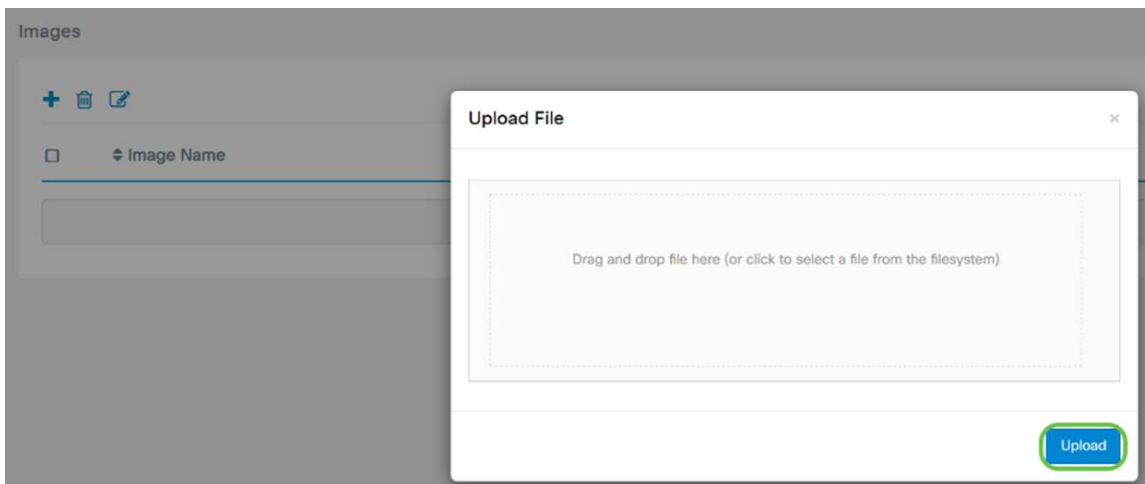 Images
Upload File
Image Name
Drag and drop file here (or click to select a file from the filesystem)
Upload